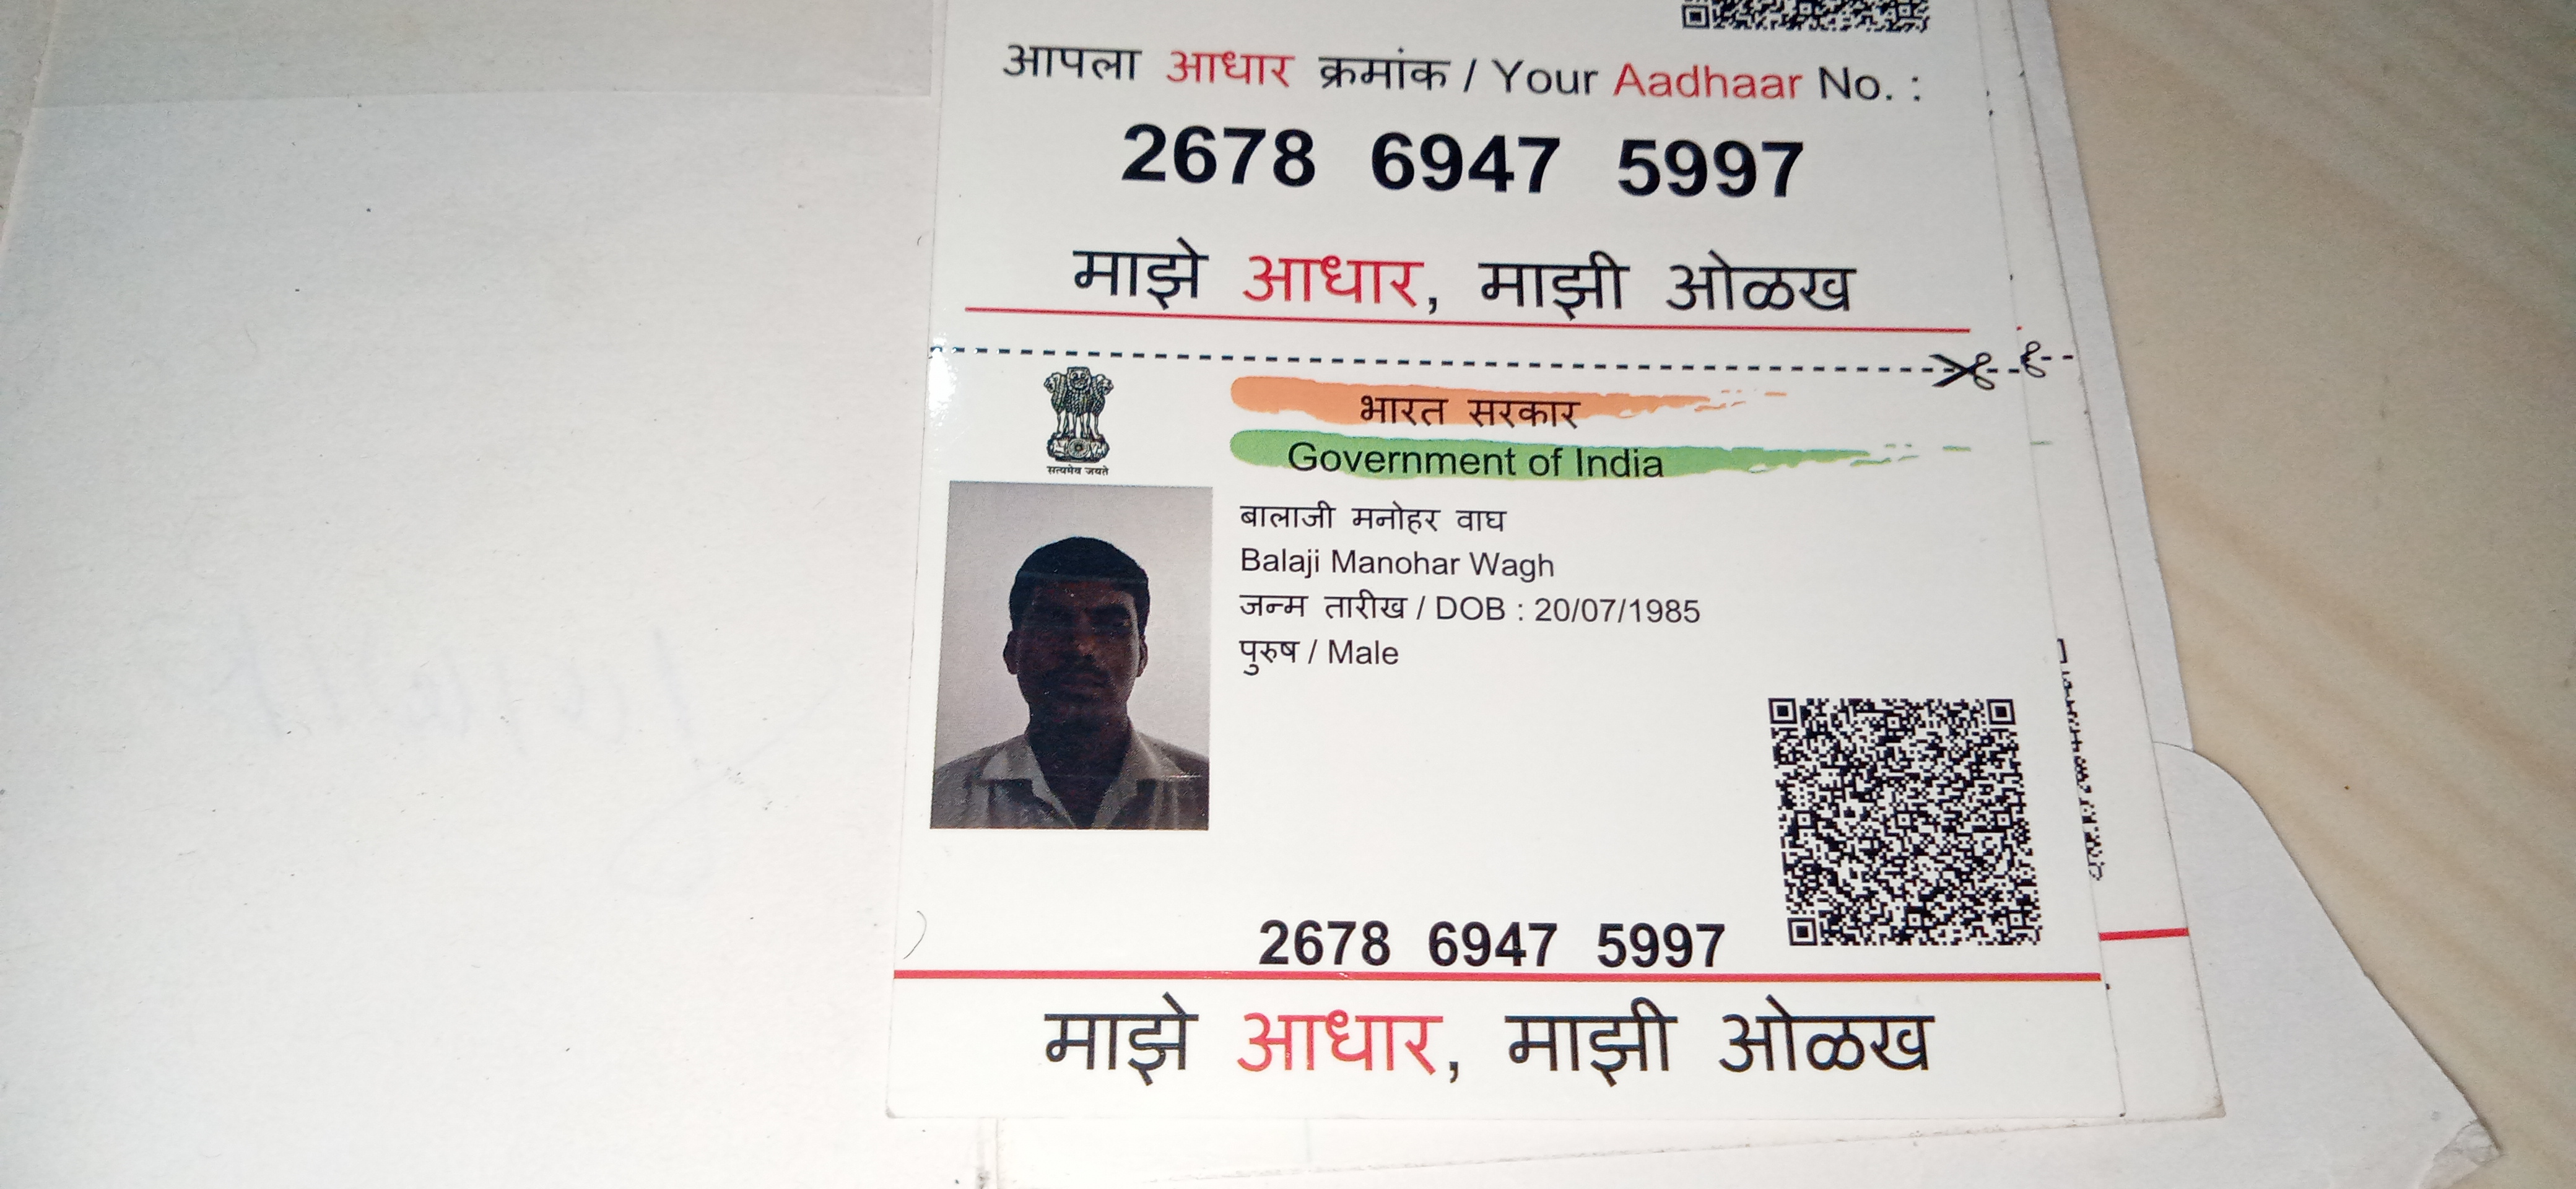 आपला आधार क्रमांक / Your Aadhaar No. :
2678 6947 5997
माझे आधार, माझी ओळख
सत्यमेव जयते
भारत सरकार
Government of India
बालाजी मनोहर वाघ
Balaji Manohar Wagh
जन्म तारीख / DOB : 20/07/1985
पुरुष / Male
2678 6947 5997
माझे आधार, माझी ओळख